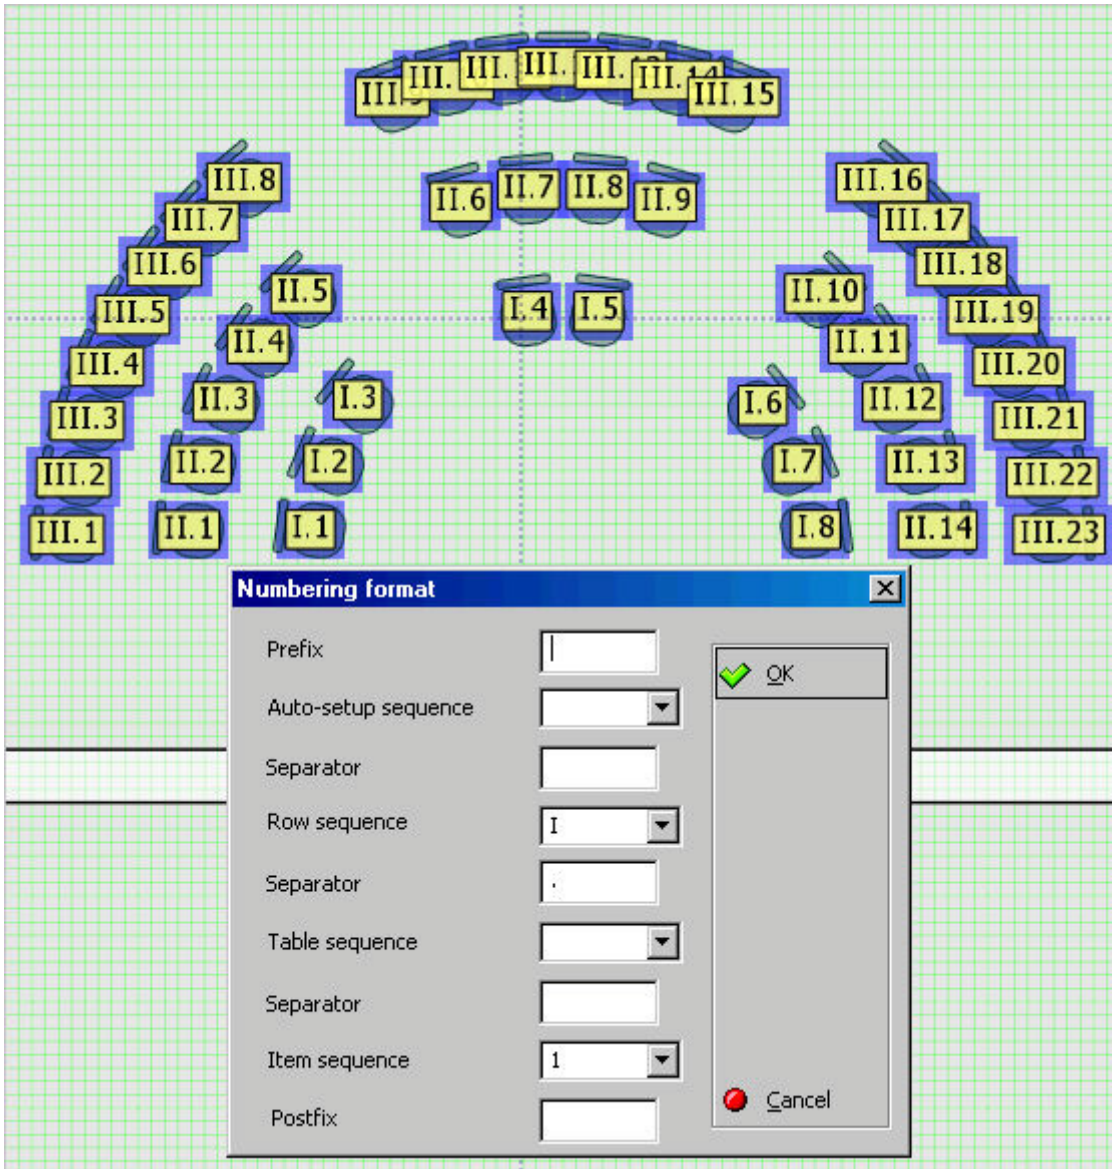 III.15
III.8
III.16
II.7
II.8
II.6
II.9
III.7
III.17
III.6
III.18
II.5
II.10
I.4
I.5
III.5
III.19
II.4
II.11
III.4
III.20
II.3
I.3
I.6
II.12
III.3
III.21
II.2
I.2
I.7
II.13
III.2
III.22
III.1
II.1
I.1
I.8
II.14
III.23
Numbering format
Prefix
OK
Auto-setup sequence
Separator
Row sequence I
Separator .
Table sequence
Separator
Item sequence 1
Cancel
Postfix